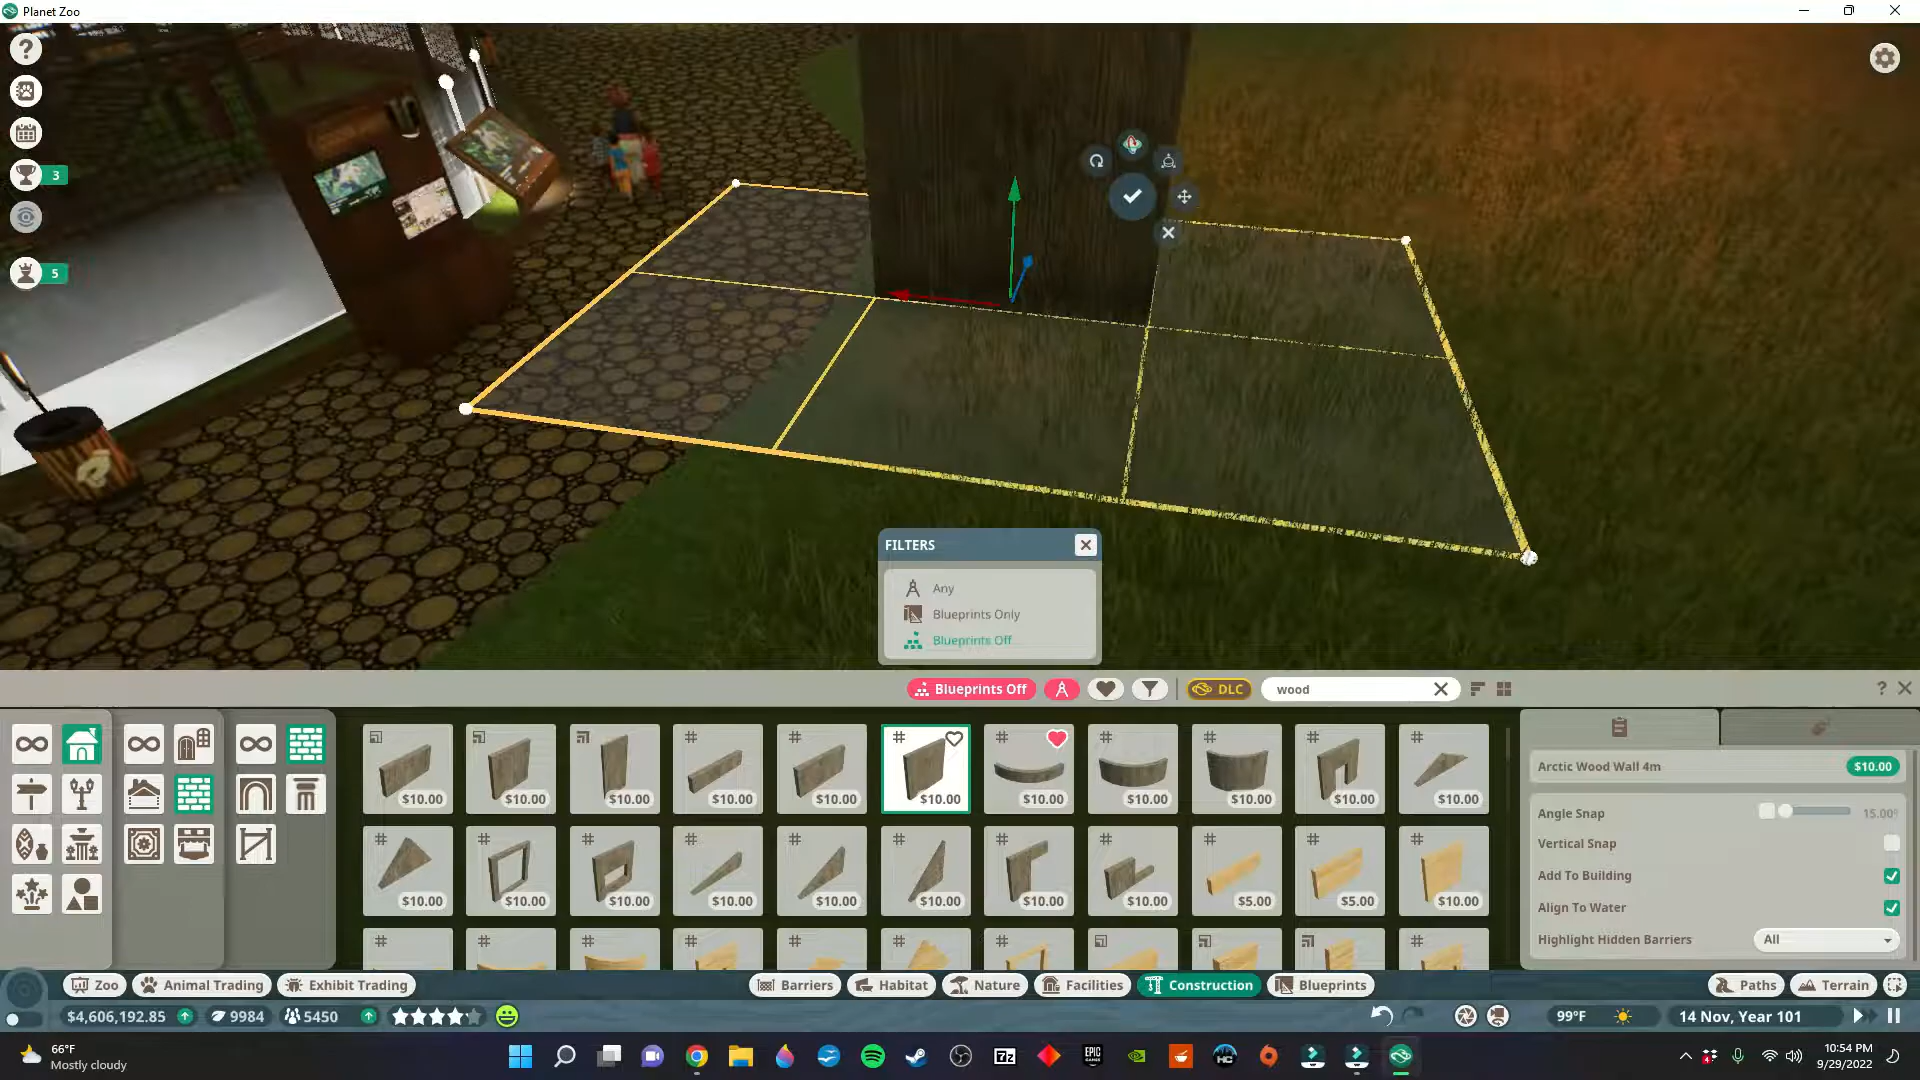 Planet Zoo
3
5
FILTERS
Any
Blueprints Only
Blueprints Off
Blueprints Off
DLC
wood
$10.00 $10.00 $10.00 $10.00 $10.00 $10.00 $10.00 $10.00 $10.00 $10.00 $10.00
$10.00 $10.00 $10.00 $10.00 $10.00 $10.00 $10.00 $10.00 $5.00 $5.00 $10.00
Arctic Wood Wall 4m $10.00
Angle Snap 15.00°
Vertical Snap
Add To Building
Align To Water
Highlight Hidden Barriers All
Zoo Animal Trading Exhibit Trading Barriers Habitat Nature Facilities Construction Blueprints Paths Terrain
$4,606,192.85 9984 5450 99°F 14 Nov, Year 101
66°F
Mostly cloudy
7z
EPIC
GAMES
HC
10:54 PM
9/29/2022